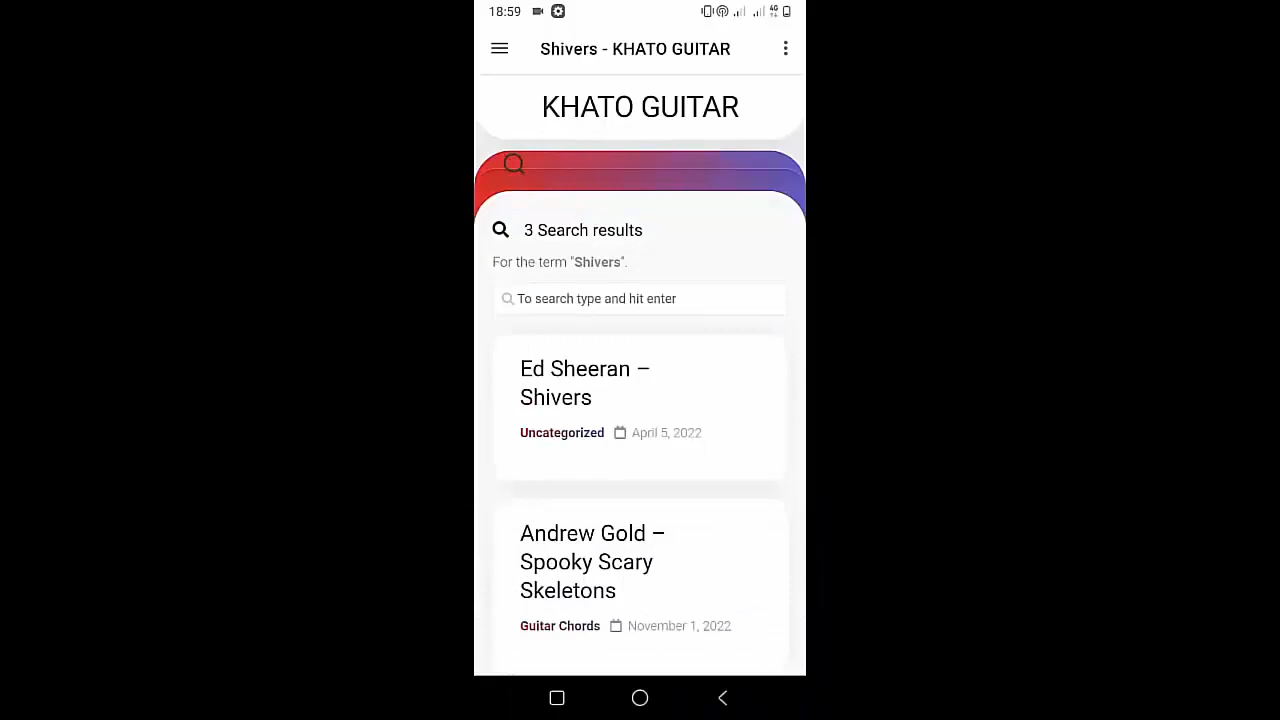 18:59
4G
Shivers - KHATO GUITAR
KHATO GUITAR
3 Search results
For the term "Shivers".
To search type and hit enter
Ed Sheeran –
Shivers
Uncategorized April 5, 2022
Andrew Gold –
Spooky Scary
Skeletons
Guitar Chords November 1, 2022